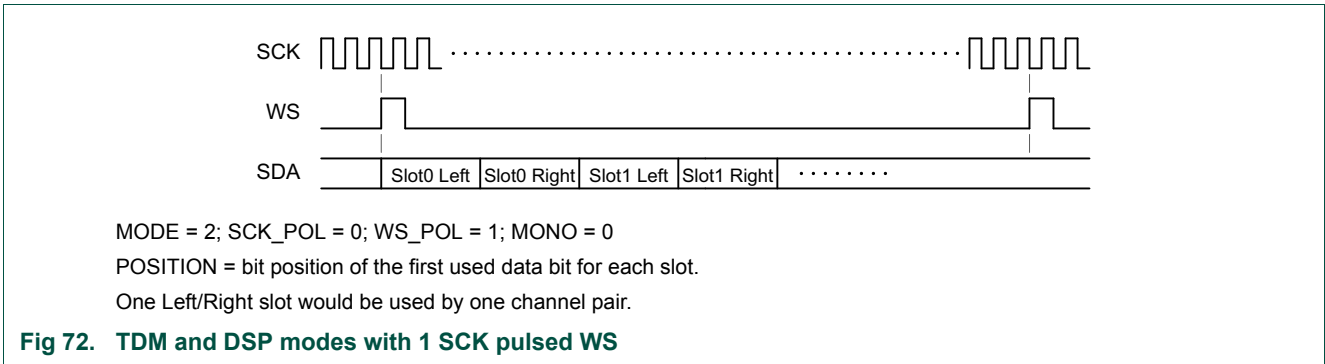 SCK
WS
SDA Slot0 Left Slot0 Right Slot1 Left Slot1 Right
MODE = 2; SCK_POL = 0; WS_POL = 1; MONO = 0
POSITION = bit position of the first used data bit for each slot.
One Left/Right slot would be used by one channel pair.
Fig 72. TDM and DSP modes with 1 SCK pulsed WS